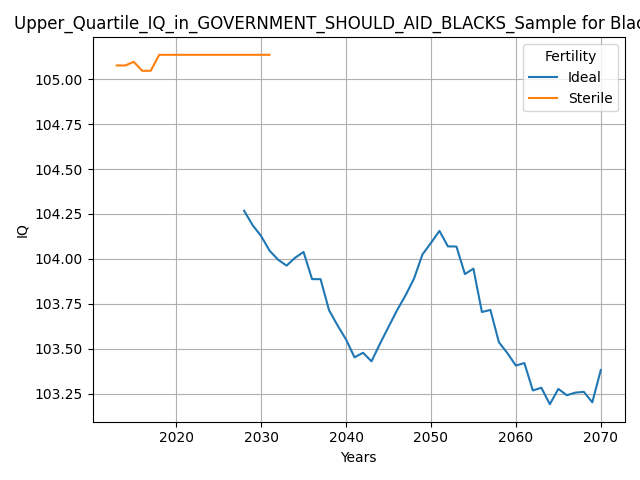 Upper_Quartile_IQ_in_GOVERNMENT_SHOULD_AID_BLACKS_Sample for Blac
Fertility
Ideal
Sterile
105.00
104.75
104.50
104.25
104.00
103.75
103.50
103.25
IQ
2020
2030
2040
2050
2060
2070
Years